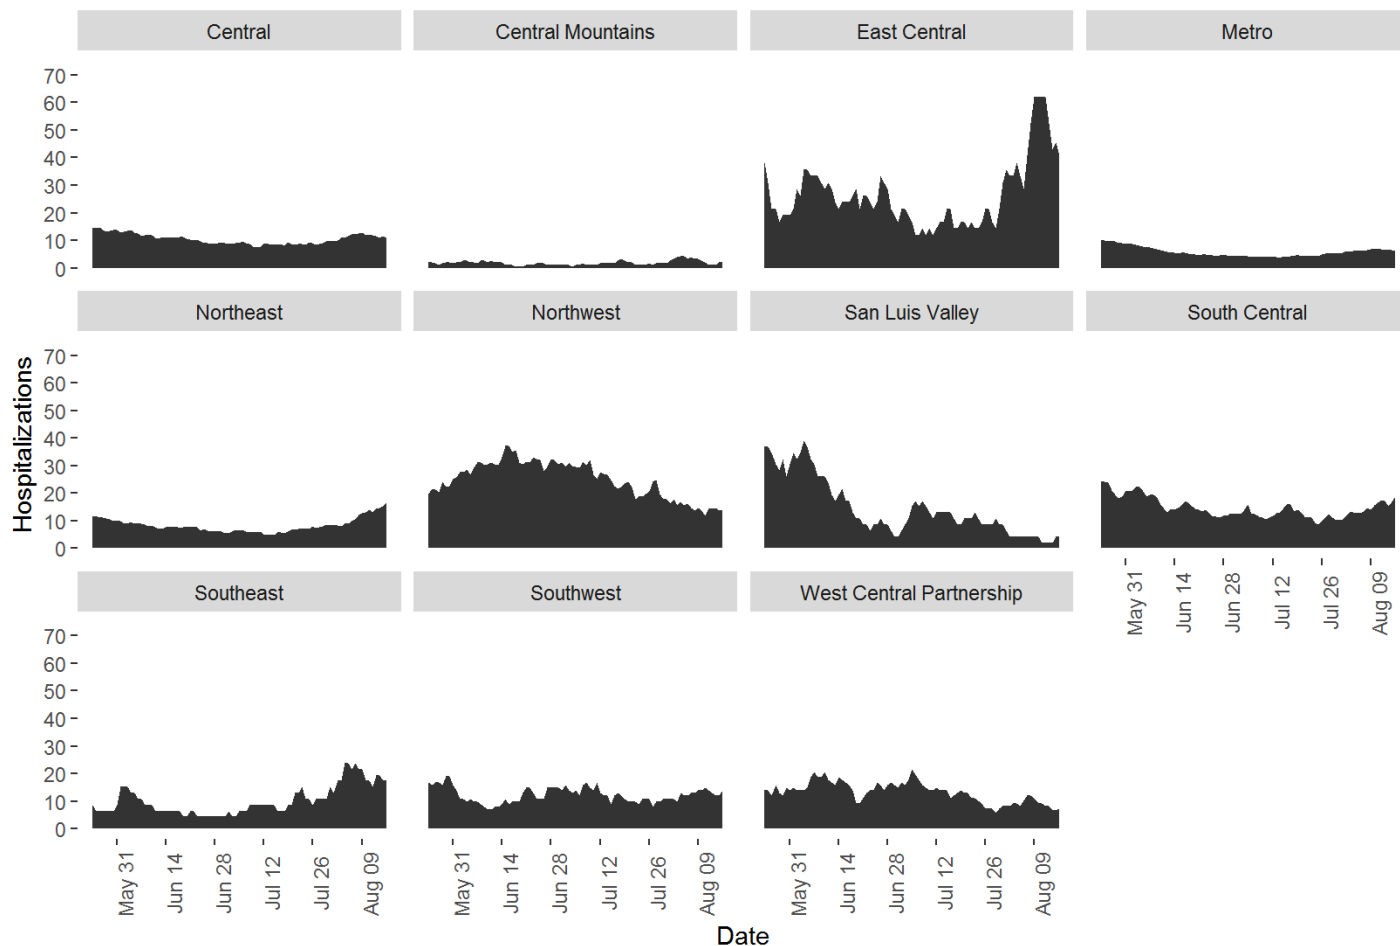 Central
Central Mountains
East Central
Metro
70
60
50
40
30
20
10
0
Northeast
Northwest
San Luis Valley
South Central
70
60
50
40
30
20
10
0
Hospitalizations
May 31
Jun 14
Jun 28
Jul 12
Jul 26
Aug 09
Southeast
Southwest
West Central Partnership
70
60
50
40
30
20
10
0
May 31
Jun 14
Jun 28
Jul 12
Jul 26
Aug 09
May 31
Jun 14
Jun 28
Jul 12
Jul 26
Aug 09
May 31
Jun 14
Jun 28
Jul 12
Jul 26
Aug 09
Date